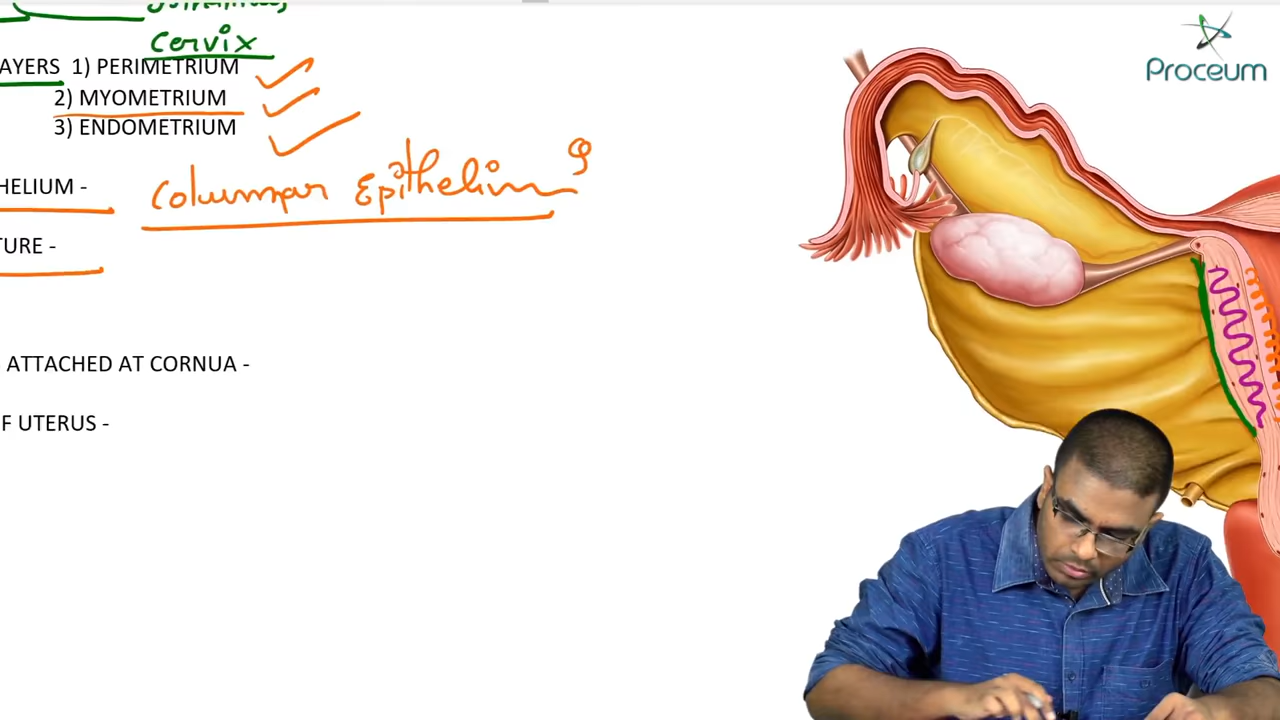 cervix
AYERS 1) PERIMETRIUM
2) MYOMETRIUM
3) ENDOMETRIUM
HELIUM - Columnar Epithelium
TURE -
ATTACHED AT CORNUA -
F UTERUS -
Proceum